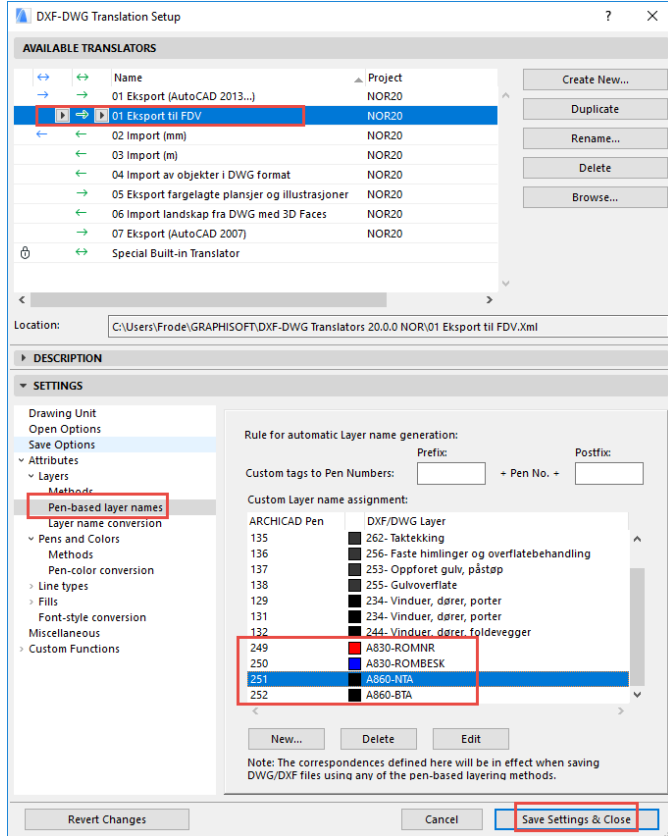 DXF-DWG Translation Setup
AVAILABLE TRANSLATORS
Name Project
01 Eksport (AutoCAD 2013...) NOR20
01 Eksport til FDV NOR20
02 Import (mm) NOR20
03 Import (m) NOR20
04 Import av objekter i DWG format NOR20
05 Eksport fargelagte plansjer og illustrasjoner NOR20
06 Import landskap fra DWG med 3D Faces NOR20
07 Eksport (AutoCAD 2007) NOR20
Special Built-in Translator
Create New...
Duplicate
Rename...
Delete
Browse...
Location: C:\Users\Frode\GRAPHISOFT\DXF-DWG Translators 20.0.0 NOR\01 Eksport til FDV.Xml
DESCRIPTION
SETTINGS
Drawing Unit
Open Options
Save Options
Attributes
Layers
Methods
Pen-based layer names
Layer name conversion
Pens and Colors
Methods
Pen-color conversion
Line types
Fills
Font-style conversion
Miscellaneous
Custom Functions
Rule for automatic Layer name generation:
Prefix: Postfix:
Custom tags to Pen Numbers: + Pen No. +
Custom Layer name assignment:
ARCHICAD Pen DXF/DWG Layer
135 262- Taktekking
136 256- Faste himlinger og overflatebehandling
137 253- Oppforet gulv, påstøp
138 255- Gulvoverflate
129 234- Vinduer, dører, porter
131 234- Vinduer, dører, porter
132 244- Vinduer, dører, foldevegger
249 A830-ROMNR
250 A830-ROMBESK
251 A860-NTA
252 A860-BTA
New... Delete Edit
Note: The correspondences defined here will be in effect when saving
DWG/DXF files using any of the pen-based layering methods.
Revert Changes Cancel Save Settings & Close